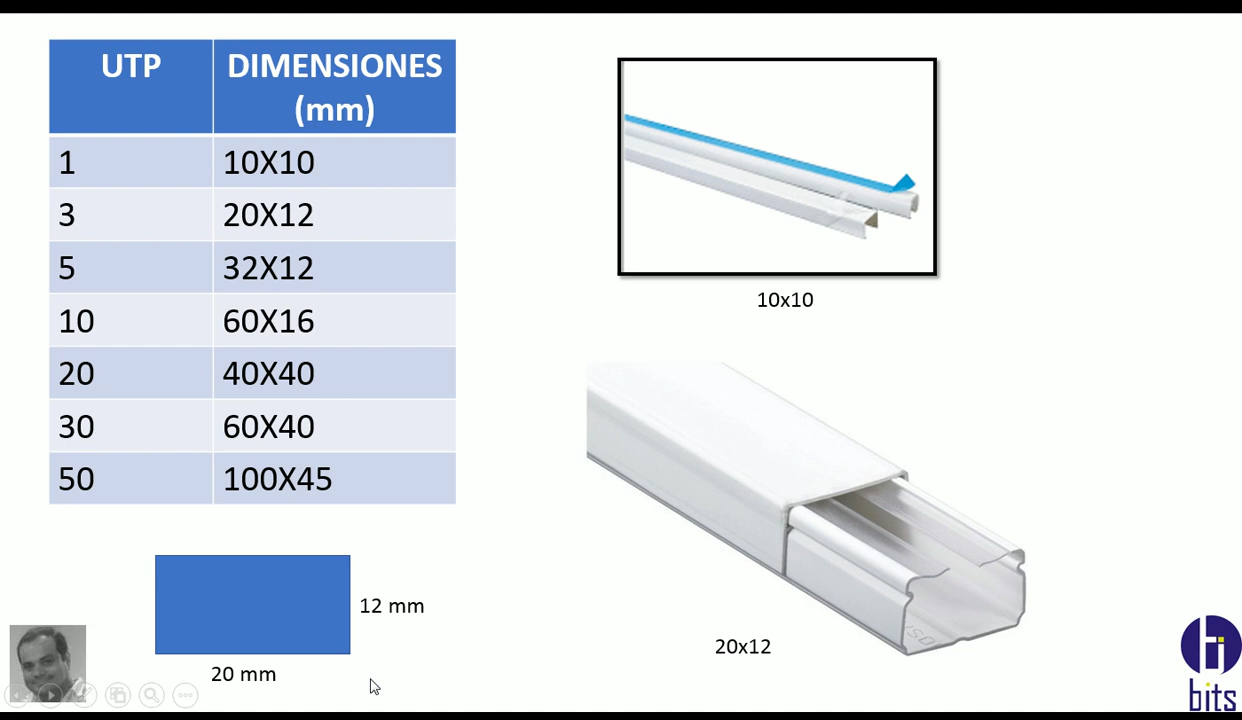 UTP DIMENSIONES
(mm)
1 10X10
3 20X12
5 32X12
10 60X16
20 40X40
30 60X40
50 100X45
10x10
12 mm
20 mm
20x12
bits